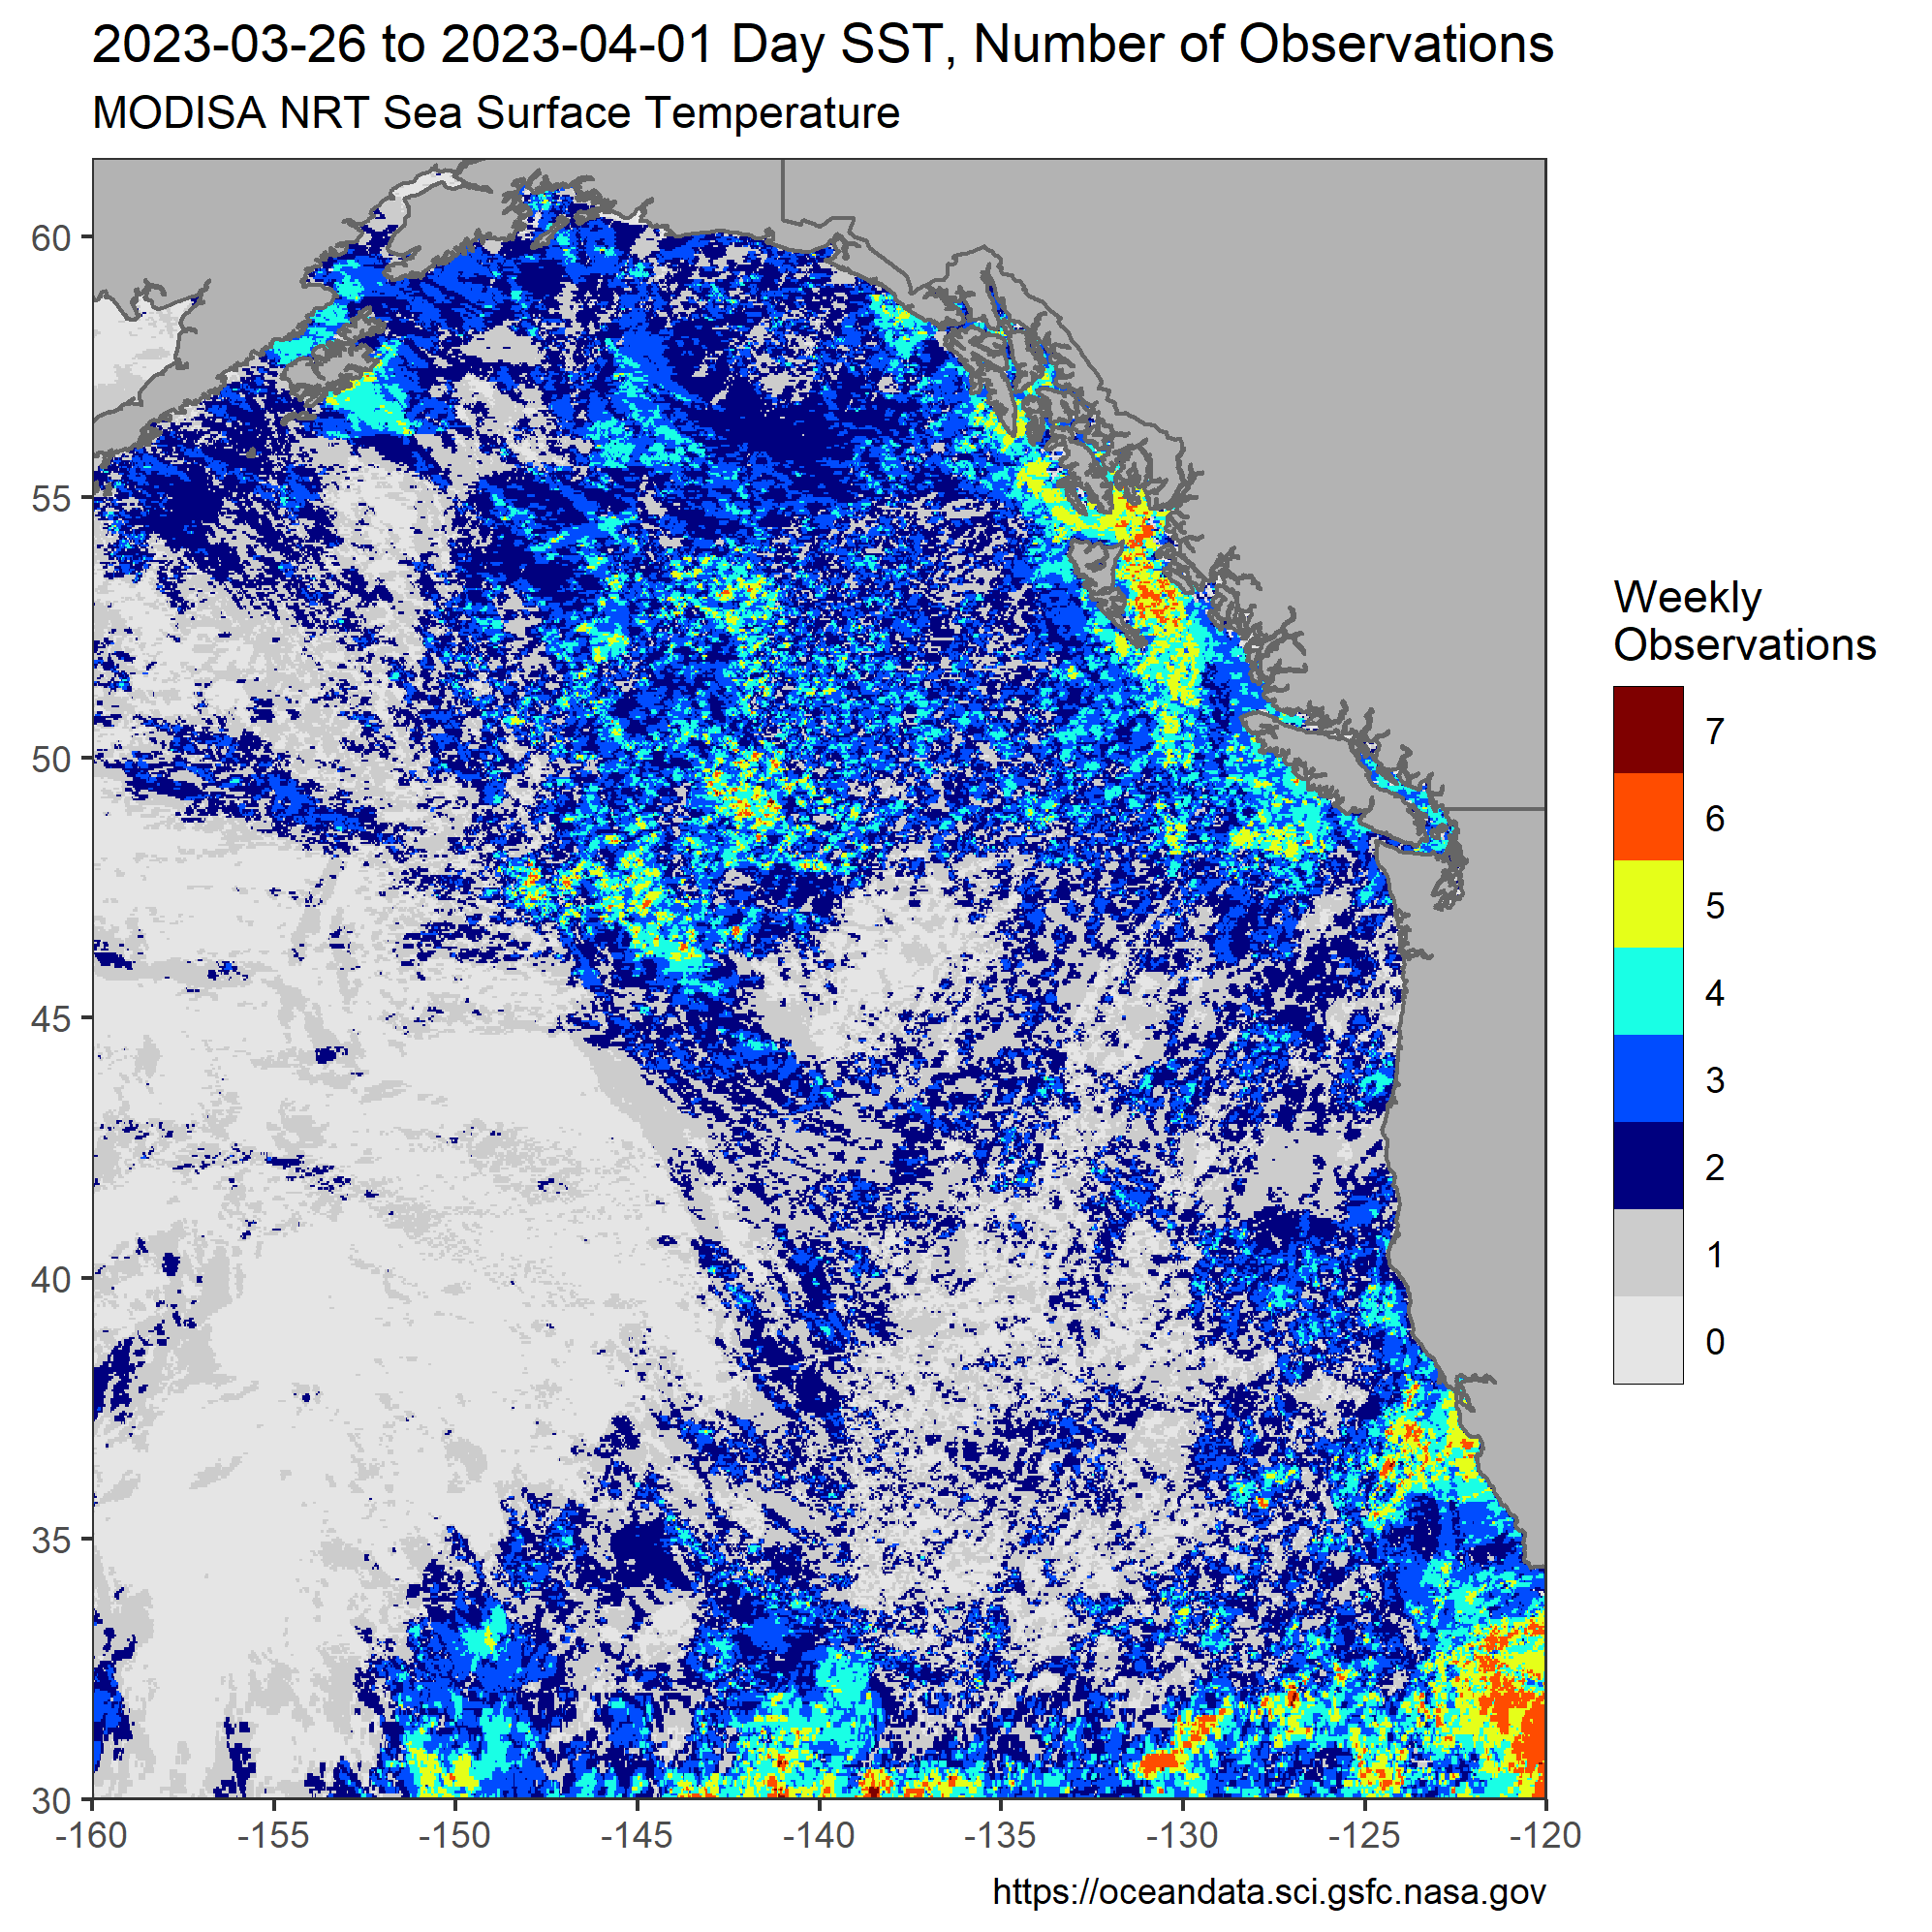 2023-03-26 to 2023-04-01 Day SST, Number of Observations
MODISA NRT Sea Surface Temperature
60
55
50
45
40
35
30
-160 -155 -150 -145 -140 -135 -130 -125 -120
Weekly
Observations
7
6
5
4
3
2
1
0
https://oceandata.sci.gsfc.nasa.gov